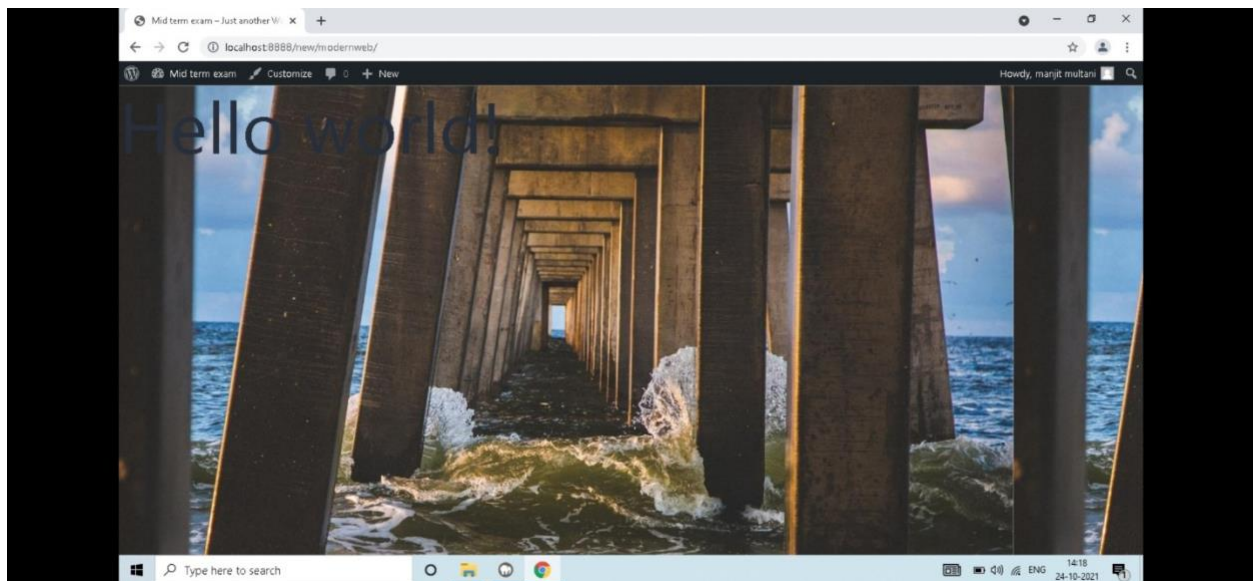 Mid term exam – Just another W
localhost:8888/new/modernweb/
Mid term exam Customize 0 + New
Howdy, manjit multani
Hello world!
Type here to search
ENG
14:18
24-10-2021